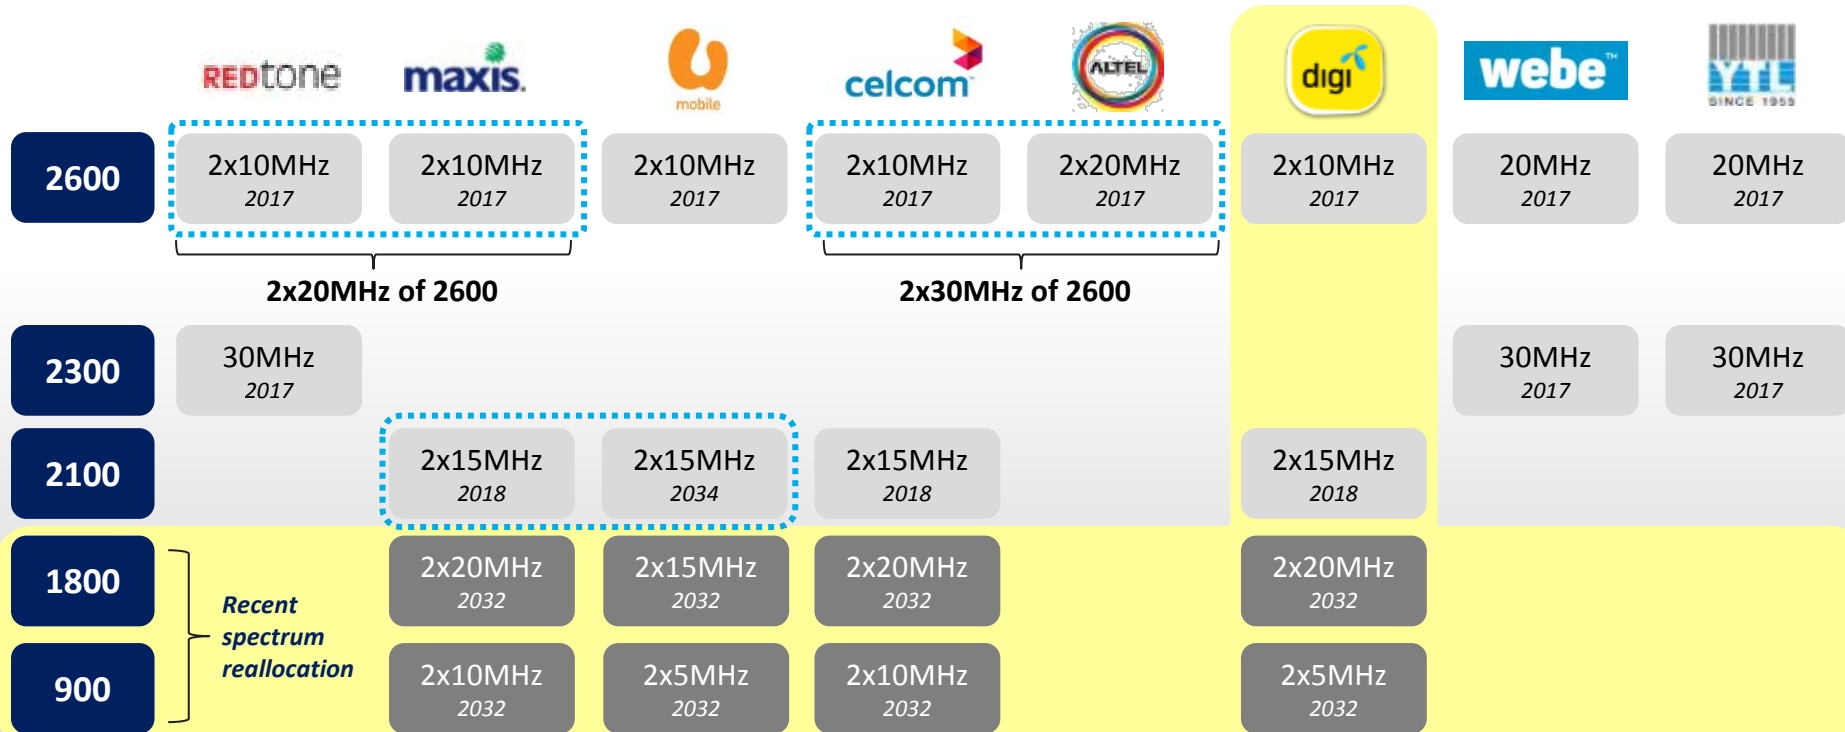 REDtone
maxis.
mobile
celcom™
ALTEL
digi
webe™
YTL
SINCE 1955
2600
2x10MHz
2017
2x10MHz
2017
2x10MHz
2017
2x10MHz
2017
2x20MHz
2017
2x10MHz
2017
20MHz
2017
20MHz
2017
2x20MHz of 2600
2x30MHz of 2600
2300
30MHz
2017
30MHz
2017
30MHz
2017
2100
2x15MHz
2018
2x15MHz
2034
2x15MHz
2018
2x15MHz
2018
1800
2x20MHz
2032
2x15MHz
2032
2x20MHz
2032
2x20MHz
2032
Recent
spectrum
reallocation
900
2x10MHz
2032
2x5MHz
2032
2x10MHz
2032
2x5MHz
2032